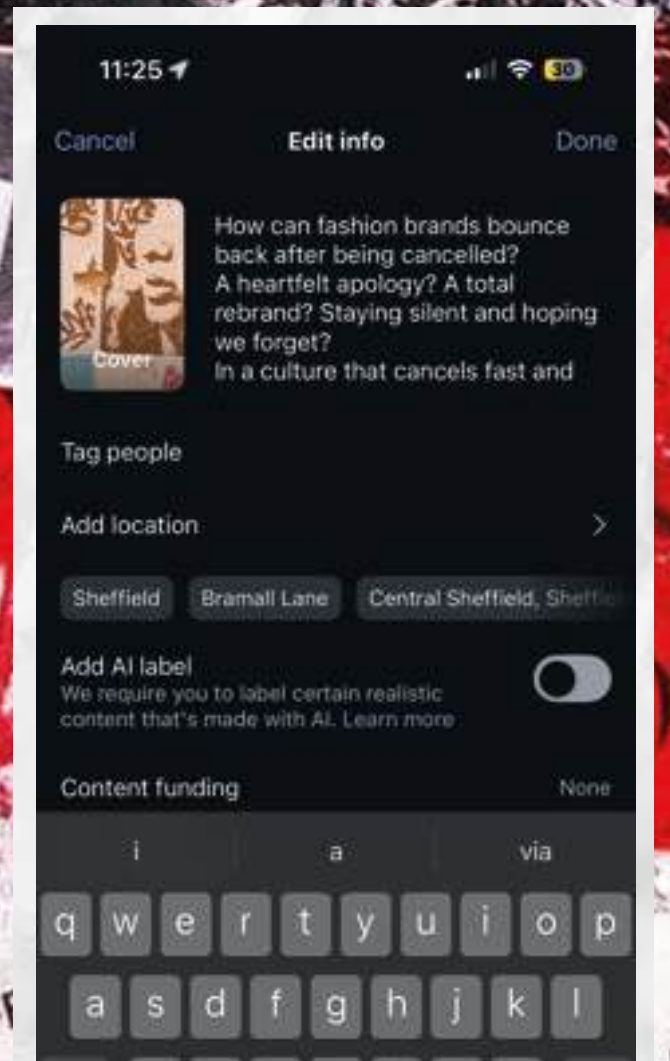 11:25
30
Cancel
Edit info
Done
Cover
How can fashion brands bounce
back after being cancelled?
A heartfelt apology? A total
rebrand? Staying silent and hoping
we forget?
In a culture that cancels fast and
Tag people
Add location
Sheffield
Bramall Lane
Central Sheffield,
Add AI label
We require you to label certain realistic
content that's made with AI. Learn more
Content funding
None
i
a
via
q w e r t y u i o p
a s d f g h j k l